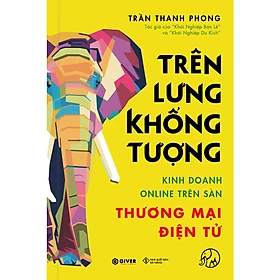 TRẦN THANH PHONG
Tác giả của "Khởi Nghiệp Bán Lẻ"
và "Khởi Nghiệp Du Kích"
TRÊN
LƯNG
KHỔNG
TƯỢNG
KINH DOANH
ONLINE TRÊN SÀN
THƯƠNG MẠI
ĐIỆN TỬ
GIVER